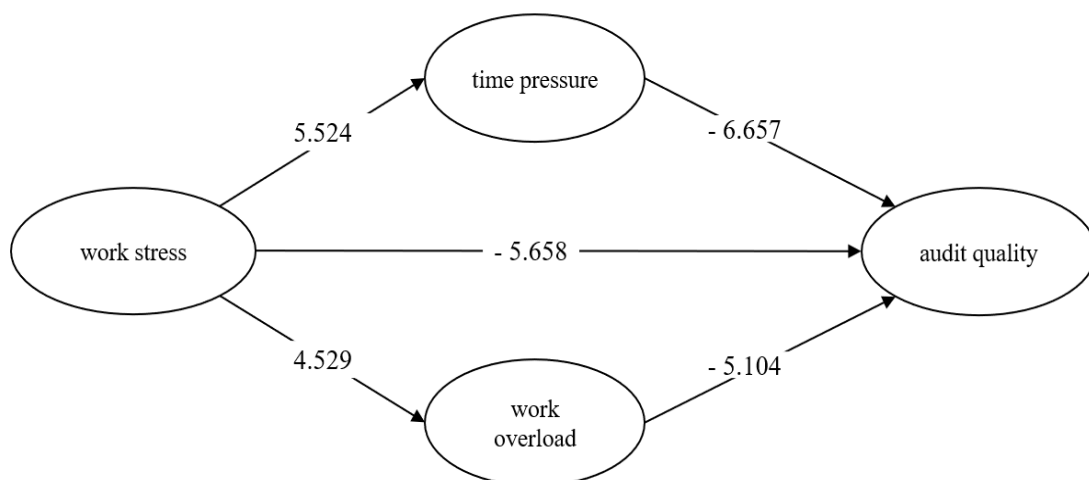 time pressure
5.524
- 6.657
work stress
- 5.658
audit quality
4.529
- 5.104
work
overload